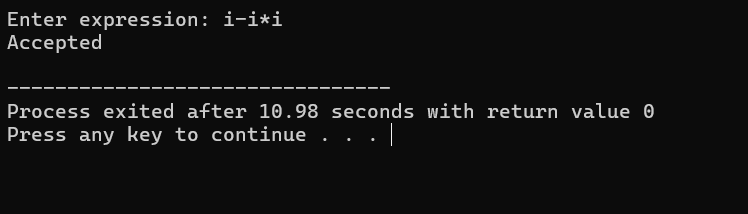 Enter expression: i-i*i
Accepted
--------------------------------
Process exited after 10.98 seconds with return value 0
Press any key to continue . . .